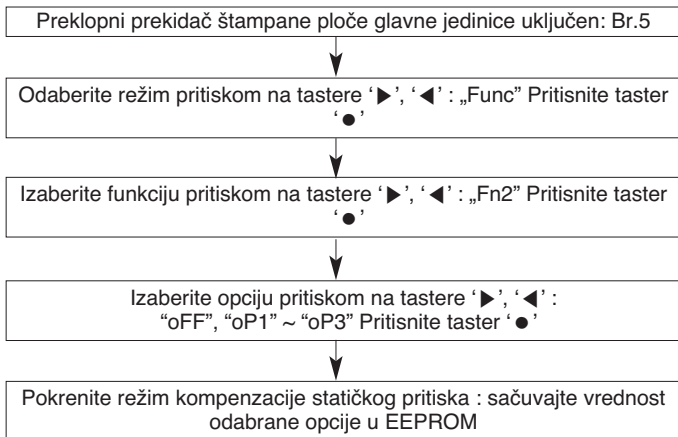 Preklopni prekidač štampane ploče glavne jedinice uključen: Br.5
Odaberite režim pritiskom na tastere ‘▶’, ‘◀’ : „Func” Pritisnite taster
‘●’
Izaberite funkciju pritiskom na tastere ‘▶’, ‘◀’ : „Fn2” Pritisnite taster
‘●’
Izaberite opciju pritiskom na tastere ‘▶’, ‘◀’ :
“oFF”, “oP1” ~ “oP3” Pritisnite taster ‘●’
Pokrenite režim kompenzacije statičkog pritiska : sačuvajte vrednost
odabrane opcije u EEPROM